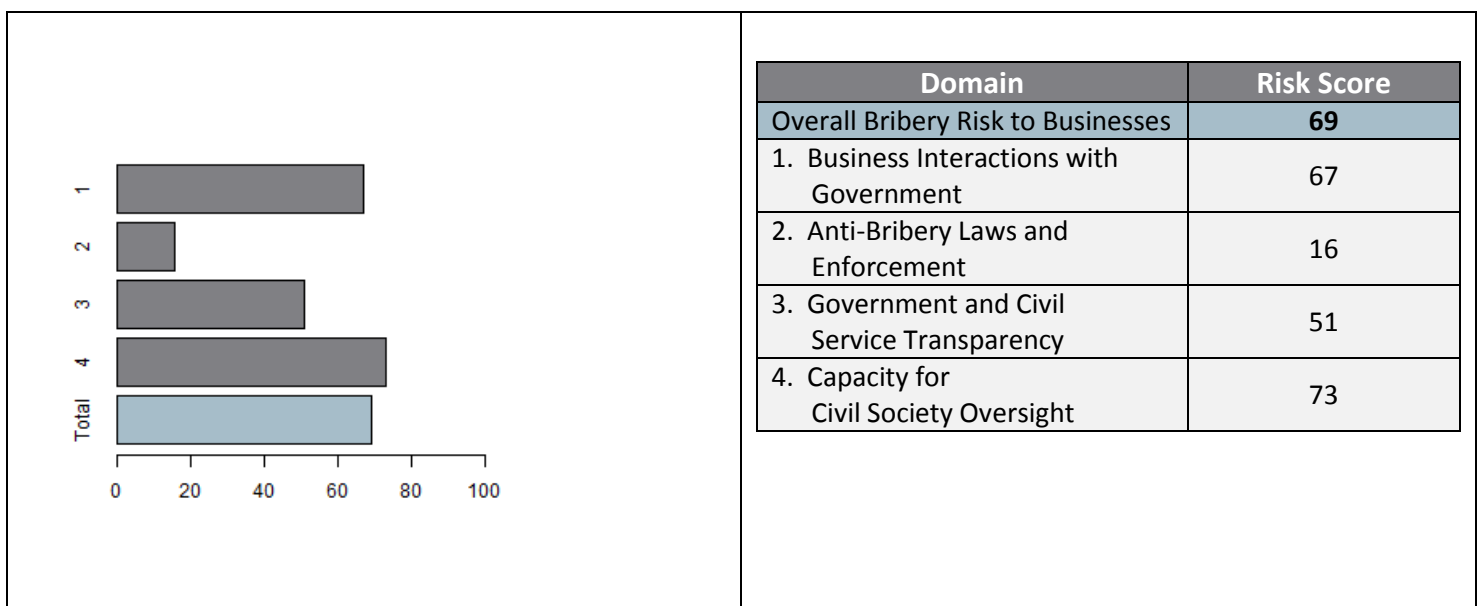 1
2
3
4
Total
0 20 40 60 80 100
Domain Risk Score
Overall Bribery Risk to Businesses 69
1. Business Interactions with
Government 67
2. Anti-Bribery Laws and
Enforcement 16
3. Government and Civil
Service Transparency 51
4. Capacity for
Civil Society Oversight 73